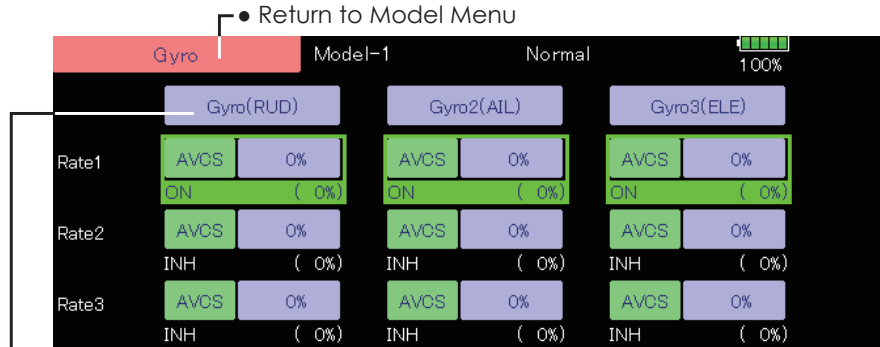 ● Return to Model Menu
Gyro Model-1 Normal 100%
Gyro(RUD) Gyro2(AIL) Gyro3(ELE)
Rate1 AVCS 0% AVCS 0% AVCS 0%
ON ( 0%) ON ( 0%) ON ( 0%)
Rate2 AVCS 0% AVCS 0% AVCS 0%
INH ( 0%) INH ( 0%) INH ( 0%)
Rate3 AVCS 0% AVCS 0% AVCS 0%
INH ( 0%) INH ( 0%) INH ( 0%)